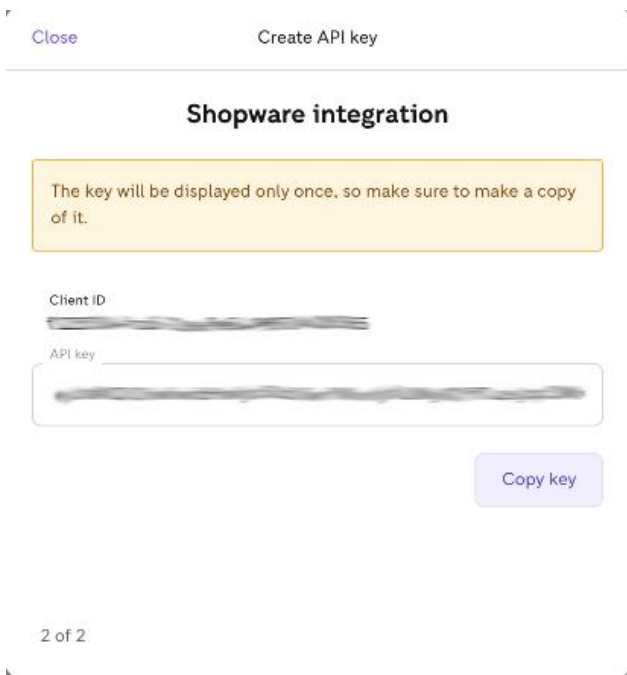 Close
Create API key
Shopware integration
The key will be displayed only once, so make sure to make a copy
of it.
Client ID
API key
Copy key
2 of 2